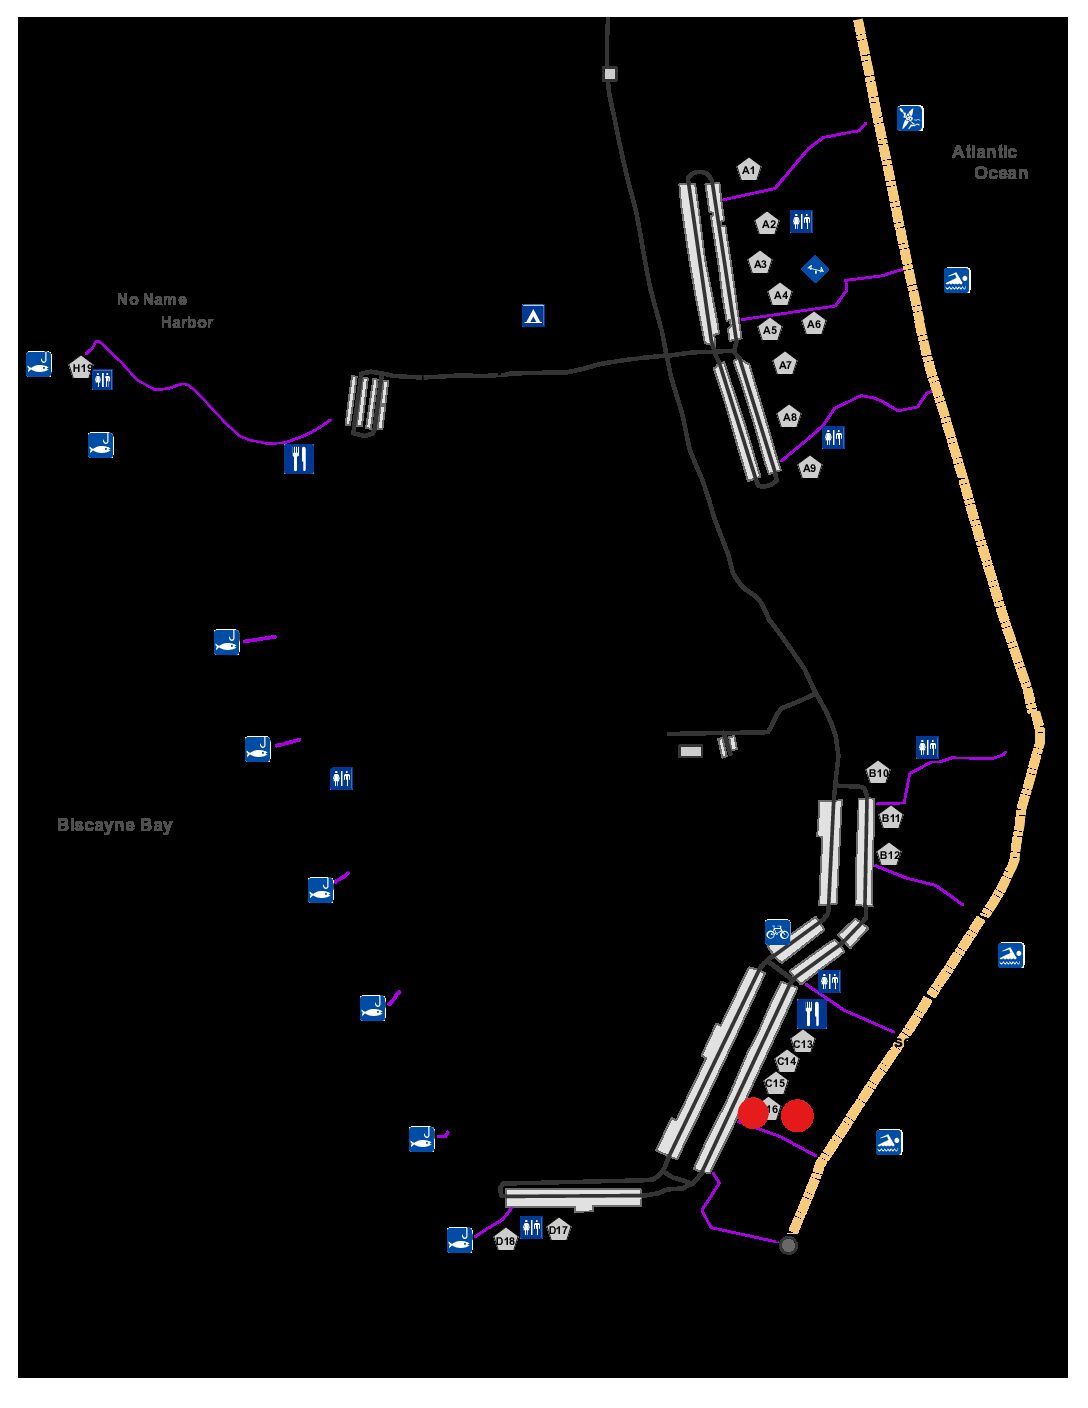 Atlantic
Ocean
A1
A2
A3
A4
A5
A6
No Name
Harbor
H19
A7
A8
A9
B10
B11
B12
Biscayne Bay
C13
C14
C15
16
D17
D18